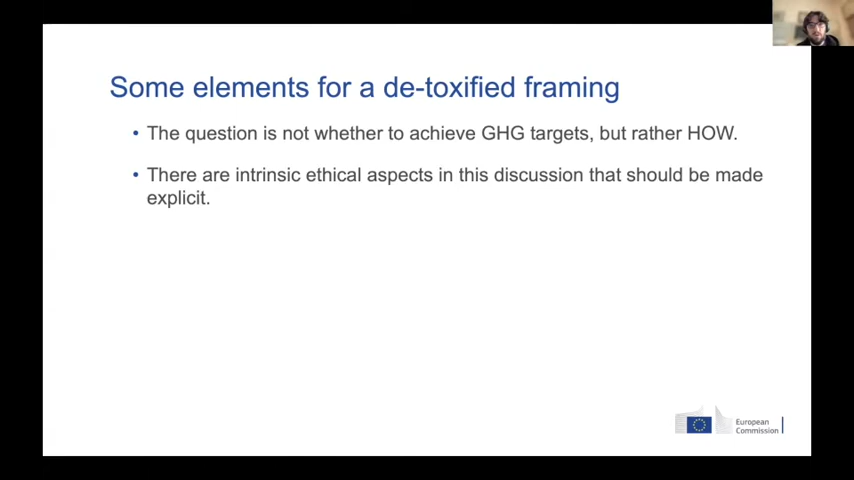 Some elements for a de-toxified framing
• The question is not whether to achieve GHG targets, but rather HOW.
• There are intrinsic ethical aspects in this discussion that should be made
explicit.
European
Commission